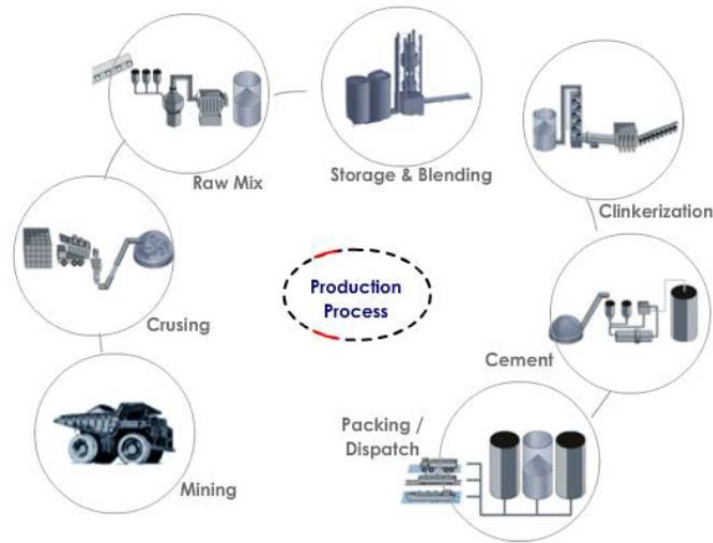 Raw Mix
Storage & Blending
Clinkerization
Production
Process
Crusing
Cement
Packing /
Dispatch
Mining